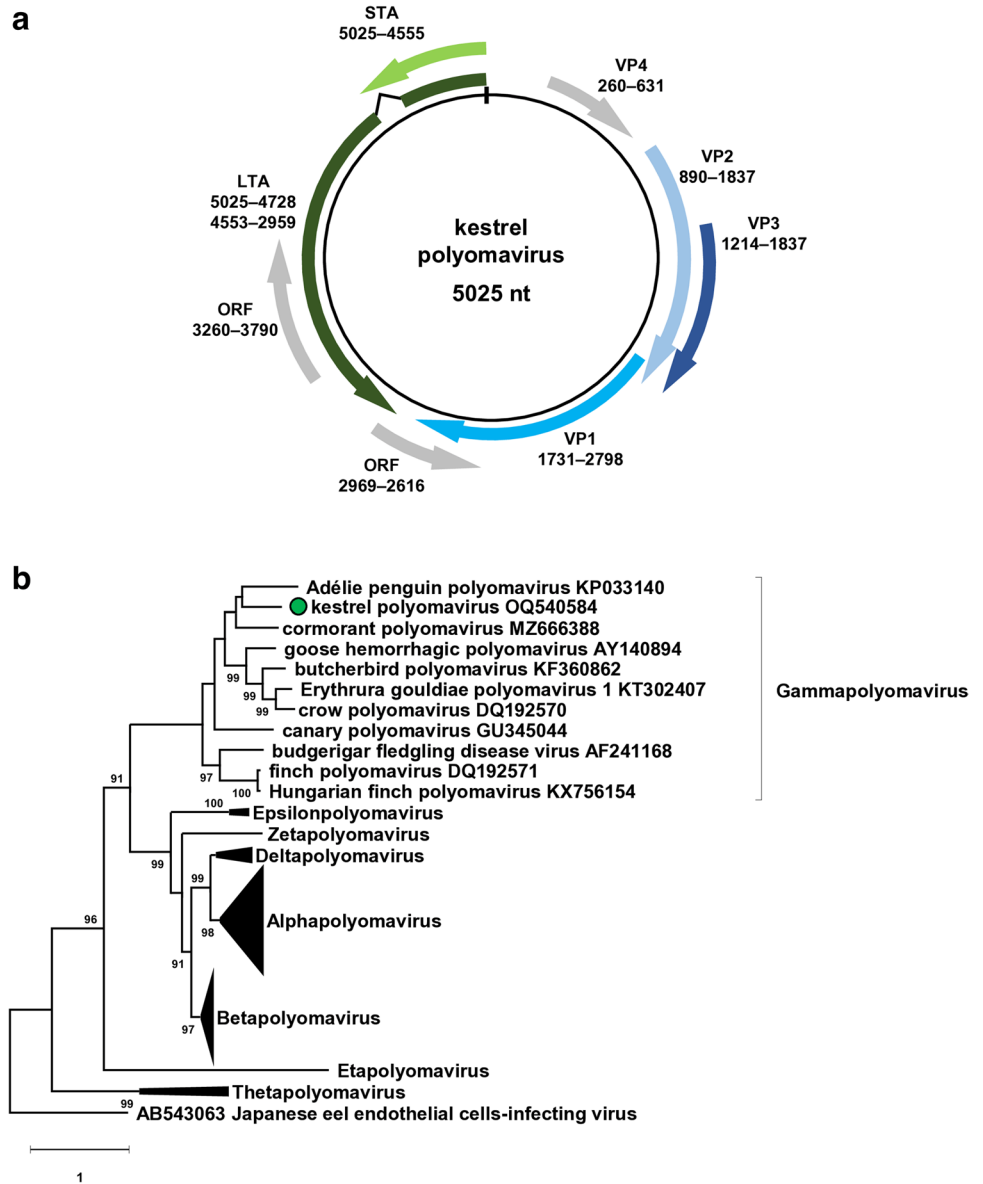 a
STA
5025–4555
VP4
260–631
VP2
890–1837
LTA
5025–4728
4553–2959
VP3
1214–1837
kestrel
polyomavirus
5025 nt
ORF
3260–3790
VP1
1731–2798
ORF
2969–2616
b
Adélie penguin polyomavirus KP033140
kestrel polyomavirus OQ540584
cormorant polyomavirus MZ666388
goose hemorrhagic polyomavirus AY140894
99
butcherbird polyomavirus KF360862
99
Erythrura gouldiae polyomavirus 1 KT302407
Gammapolyomavirus
99
crow polyomavirus DQ192570
canary polyomavirus GU345044
budgerigar fledgling disease virus AF241168
97
finch polyomavirus DQ192571
91
100
Hungarian finch polyomavirus KX756154
100
Epsilonpolyomavirus
Zetapolyomavirus
99
Deltapolyomavirus
99
96
Alphapolyomavirus
98
91
Betapolyomavirus
97
Etapolyomavirus
Thetapolyomavirus
99
AB543063 Japanese eel endothelial cells-infecting virus
1